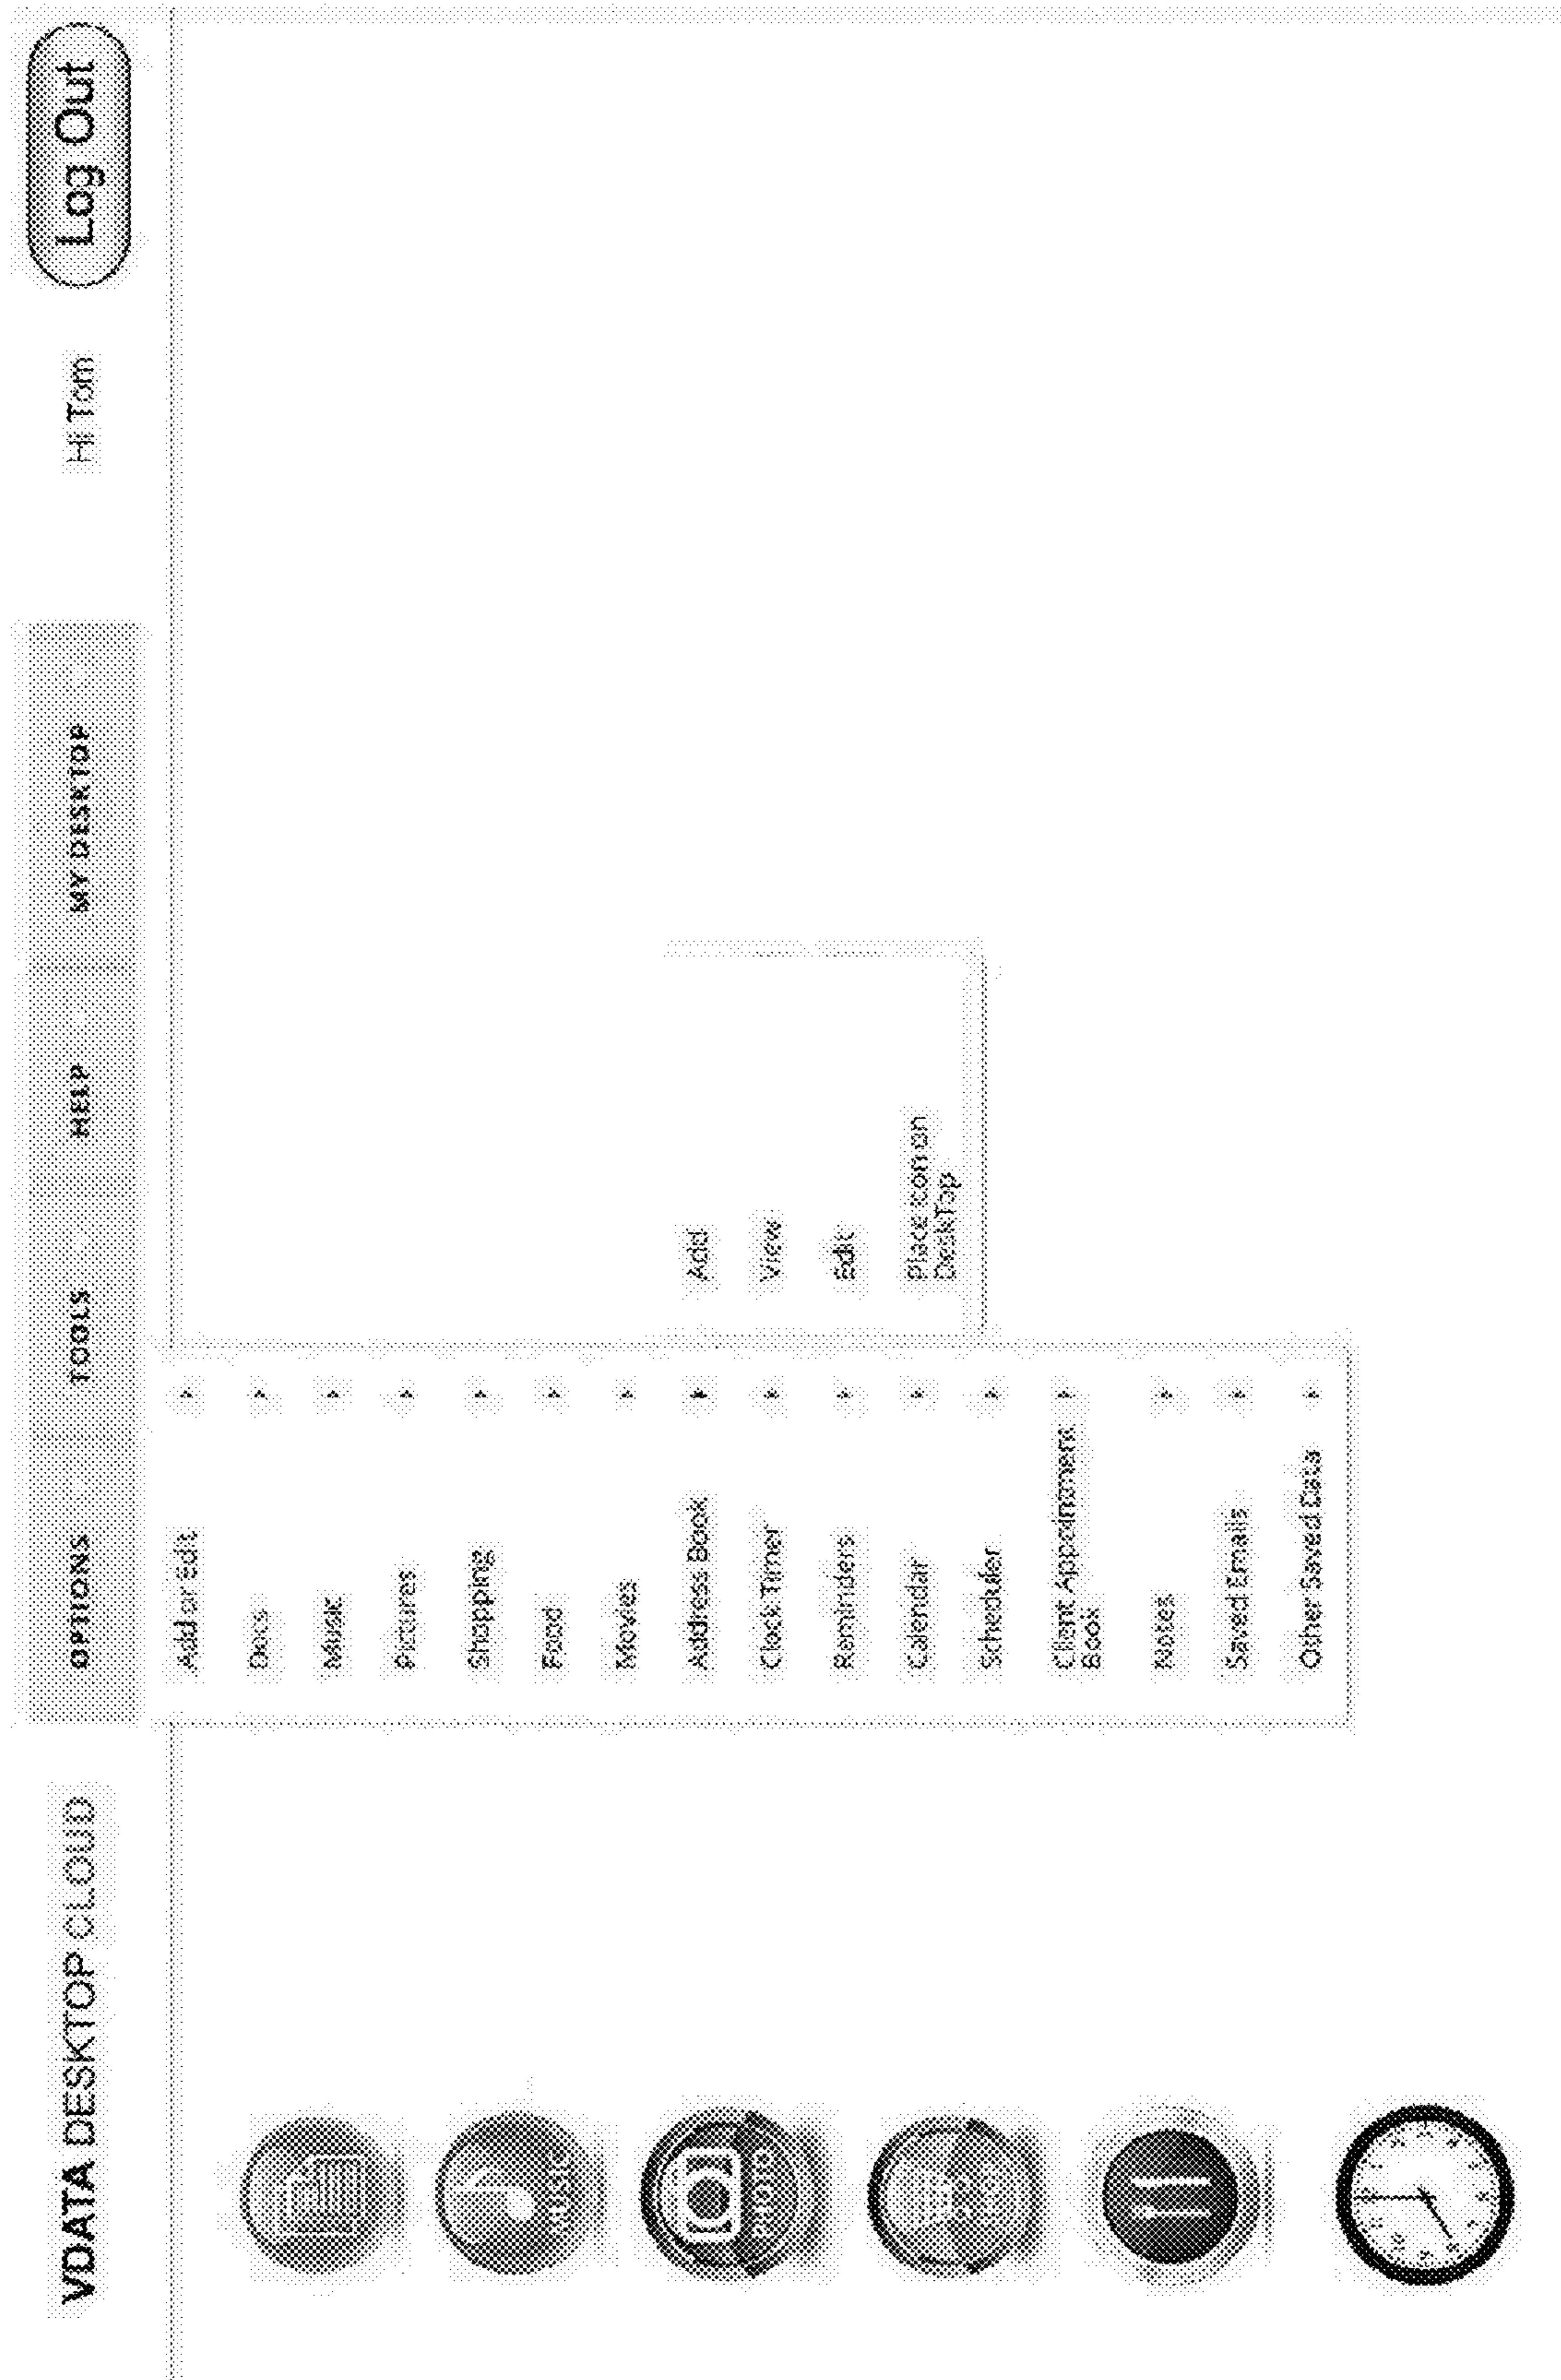 VDATA DESKTOP CLOUD
OPTIONS
TOOLS
HELP
MY DESKTOP
Hi Tom
Log Out
Add or Edit
Docs
Music
Pictures
Shopping
Food
Movies
Address Book
Clock Timer
Reminders
Calendar
Scheduler
Client Appointment
Book
Notes
Saved Emails
Other Saved Data
Add
View
Edit
Place Icon on
DeskTop
MUSIC
PHOTO